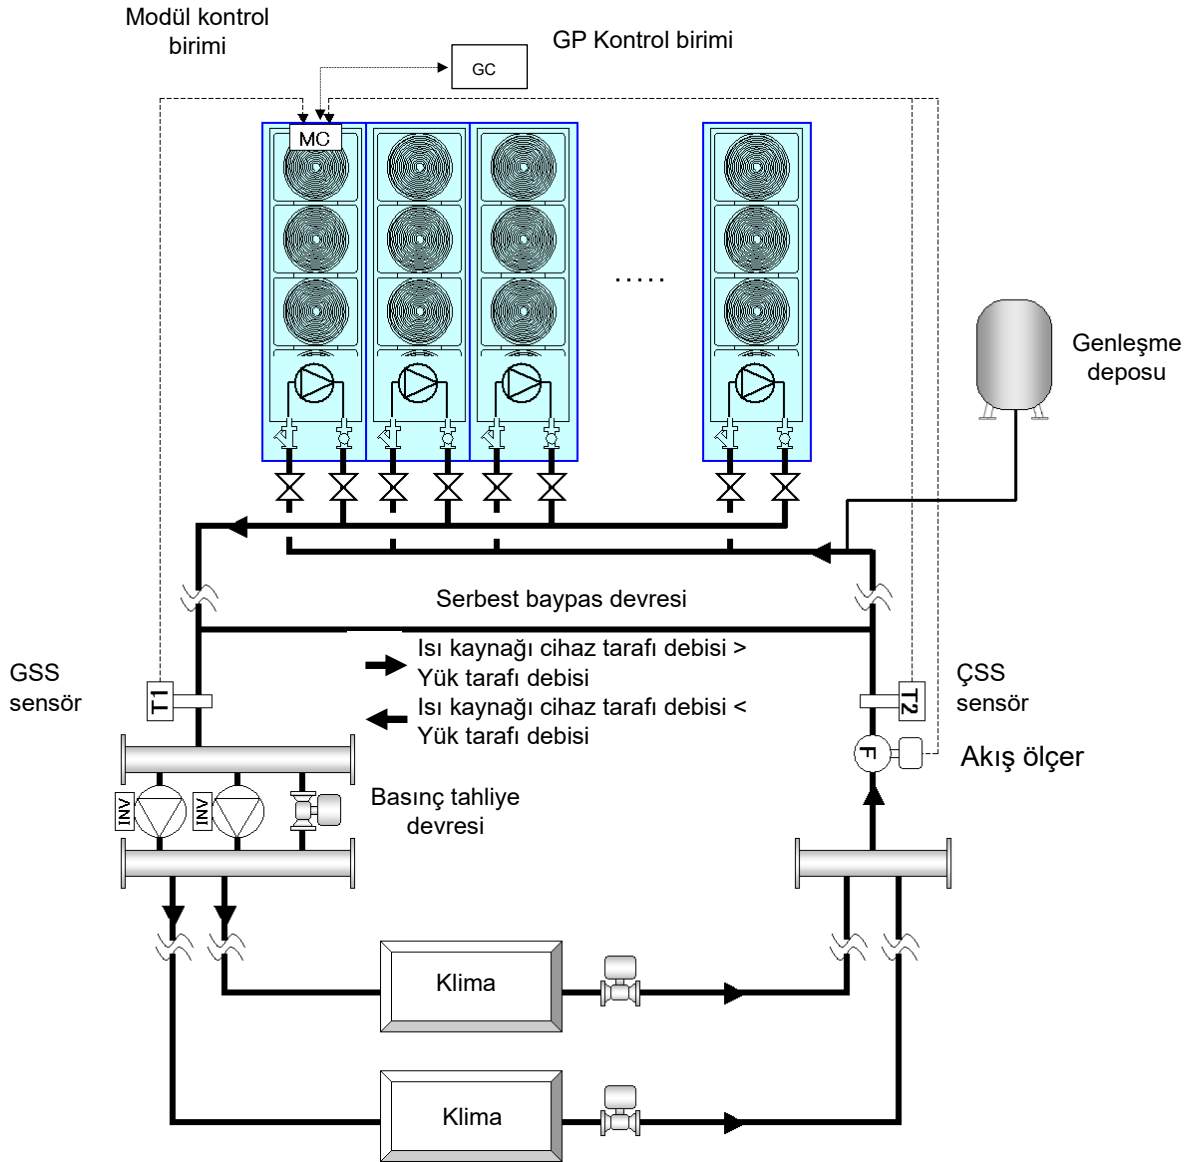 Modül kontrol
birimi
GP Kontrol birimi
GC
MC
.....
Genleşme
deposu
Serbest baypas devresi
Isı kaynağı cihaz tarafı debisi >
Yük tarafı debisi
Isı kaynağı cihaz tarafı debisi <
Yük tarafı debisi
GSS
sensör
T1
T2
ÇSS
sensör
F
Akış ölçer
INV
INV
Basınç tahliye
devresi
Klima
Klima